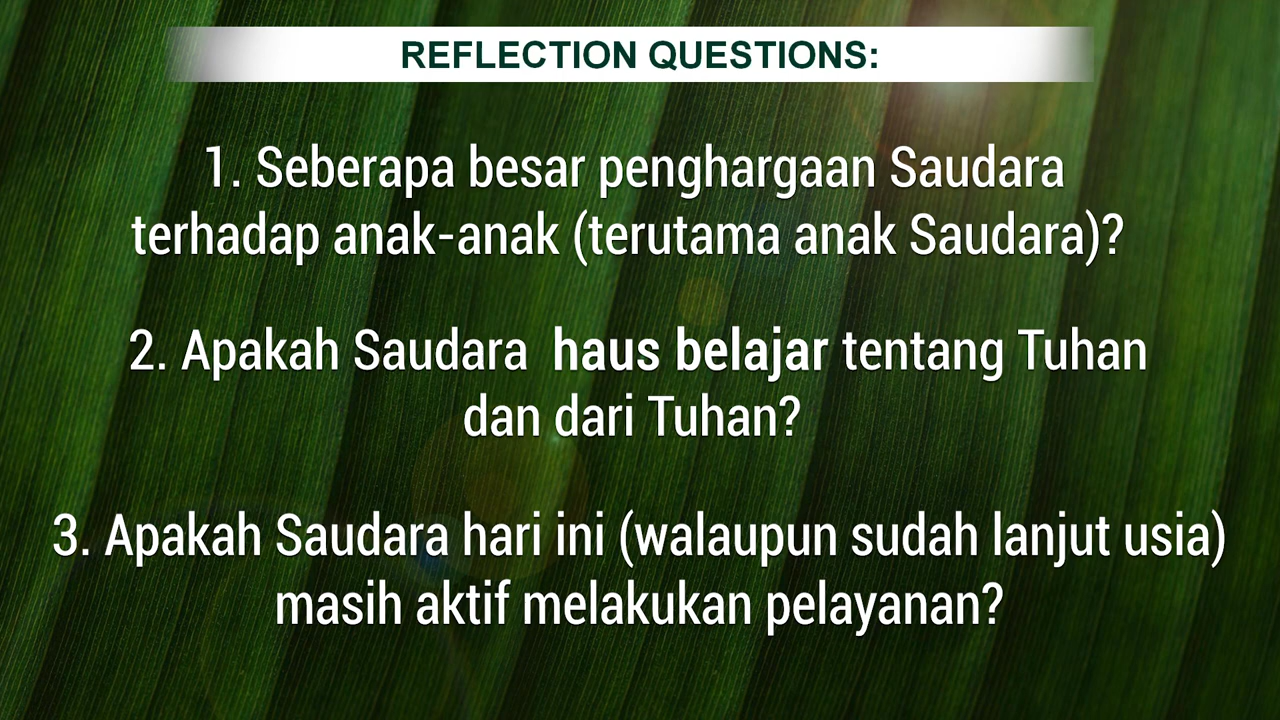 REFLECTION QUESTIONS:
1. Seberapa besar penghargaan Saudara
terhadap anak-anak (terutama anak Saudara)?
2. Apakah Saudara haus belajar tentang Tuhan
dan dari Tuhan?
3. Apakah Saudara hari ini (walaupun sudah lanjut usia)
masih aktif melakukan pelayanan?